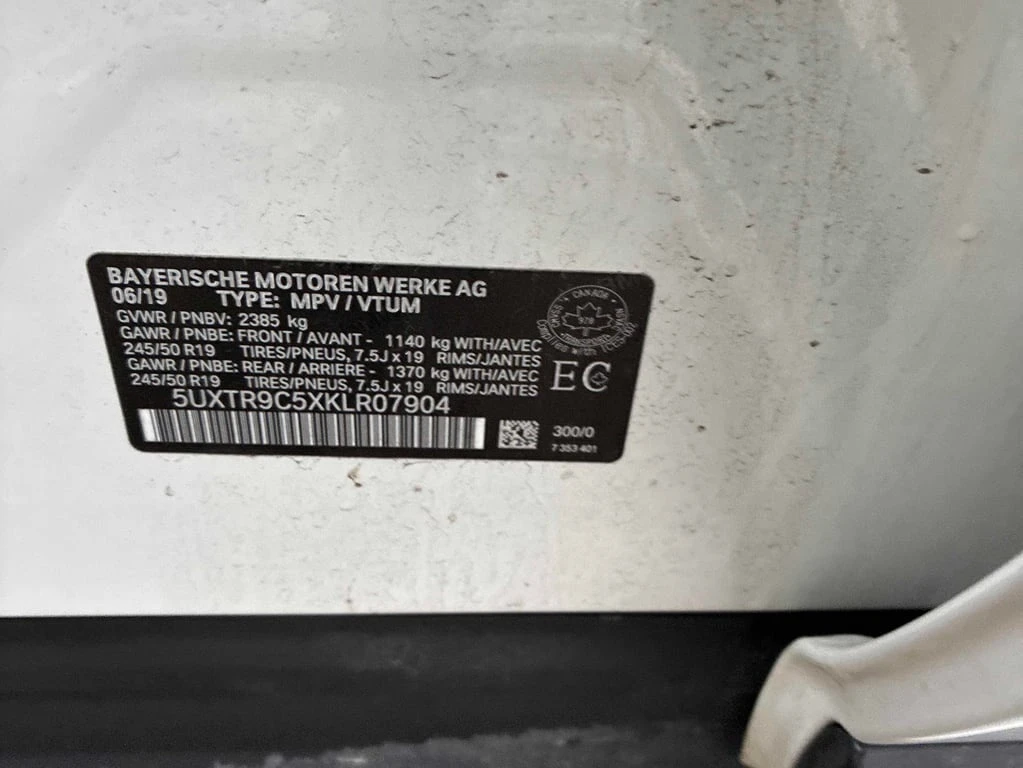 BAYERISCHE MOTOREN WERKE AG
06/19 TYPE: MPV / VTUM
GVWR / PNBV: 2385 kg
GAWR / PNBE: FRONT / AVANT - 1140 kg WITH/AVEC
245/50 R19 TIRES/PNEUS, 7.5J x 19 RIMS/JANTES
GAWR / PNBE: REAR / ARRIERE - 1370 kg WITH/AVEC
245/50 R19 TIRES/PNEUS, 7.5J x 19 RIMS/JANTES
5UXTR9C5XKLR07904
CANADA
EC
300/0
7 353 401